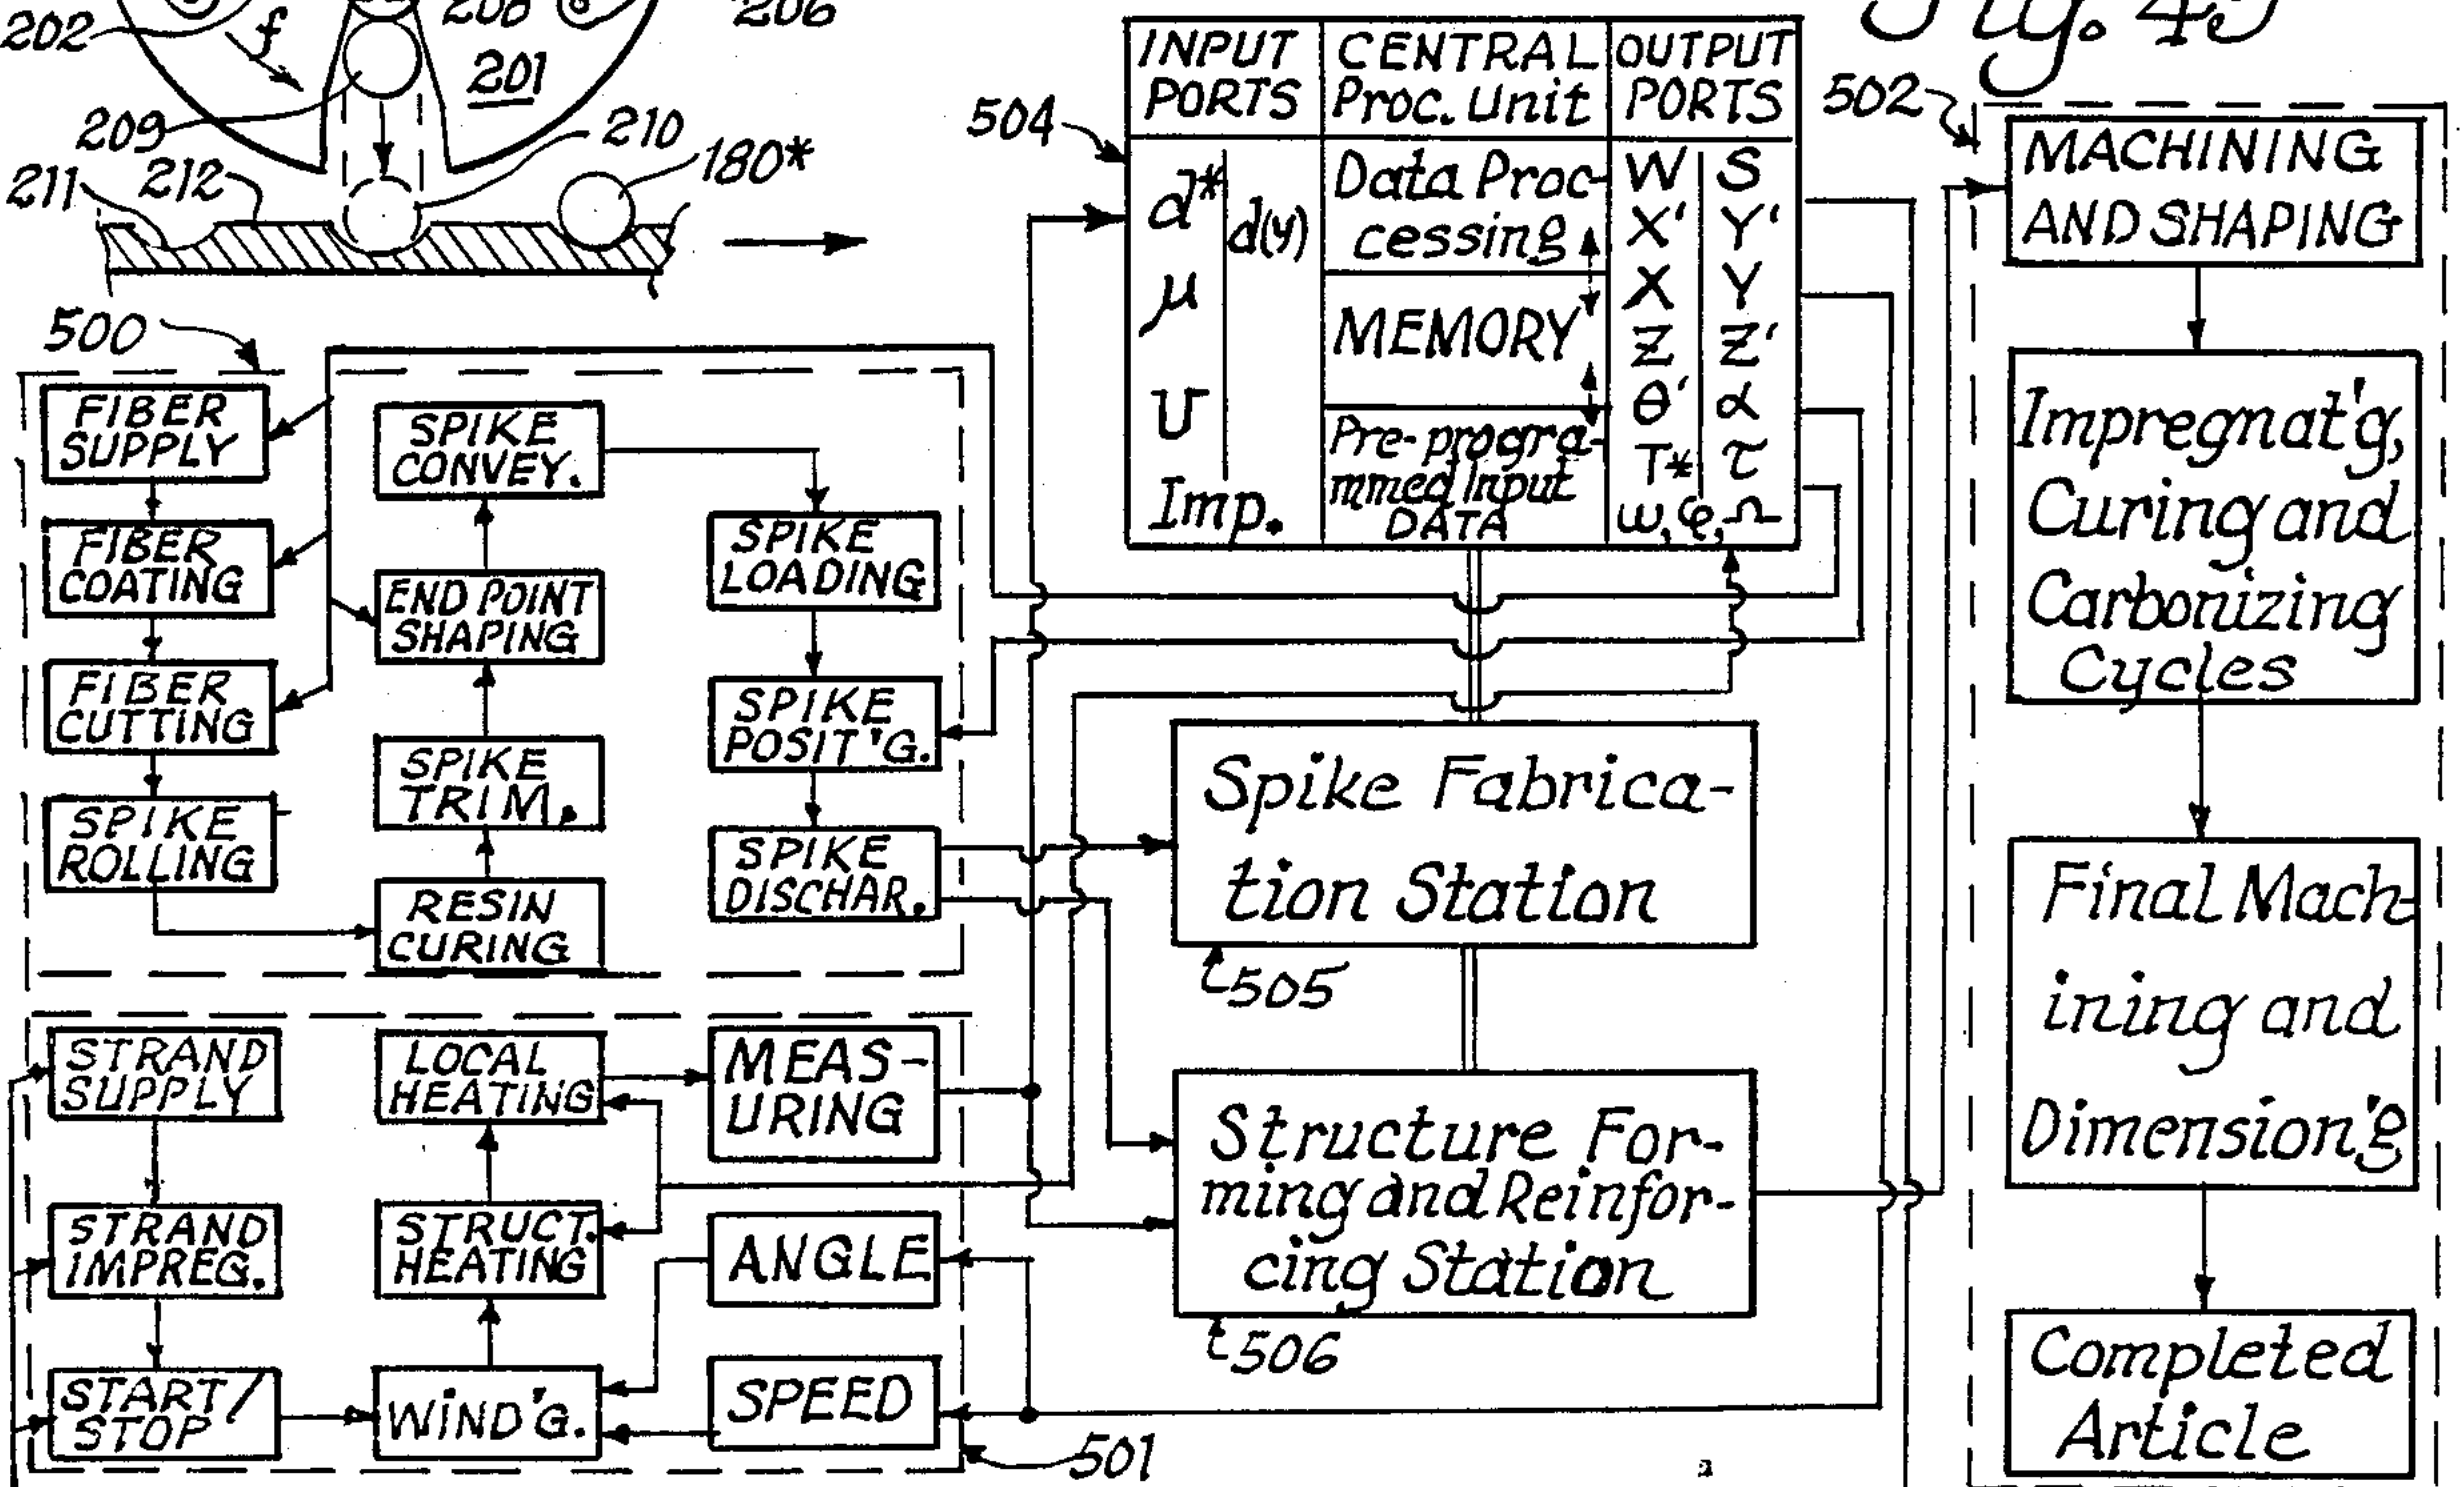 202
f
208
206
201
209
210
180*
211
212
Fig. 45
INPUT
PORTS
CENTRAL
Proc. Unit
OUTPUT
PORTS
504
d*
d(y)
μ
U
Imp.
Data Proc-
cessing
MEMORY
Pre-progra-
mmed Input
DATA
W S
X' Y'
X Y
Z Z'
θ' α
T* τ
ω, φ, Ω
502
MACHINING
AND SHAPING
Impregnat'g,
Curing and
Carbonizing
Cycles
Final Mach-
ining and
Dimension'g
Completed
Article
500
FIBER
SUPPLY
FIBER
COATING
FIBER
CUTTING
SPIKE
ROLLING
SPIKE
CONVEY.
END POINT
SHAPING
SPIKE
TRIM.
RESIN
CURING
SPIKE
LOADING
SPIKE
POSIT'G.
SPIKE
DISCHAR.
Spike Fabrica-
tion Station
505
Structure For-
ming and Reinfor-
cing Station
506
STRAND
SUPPLY
STRAND
IMPREG.
START/
STOP
LOCAL
HEATING
STRUCT.
HEATING
WIND'G.
MEAS-
URING
ANGLE
SPEED
501